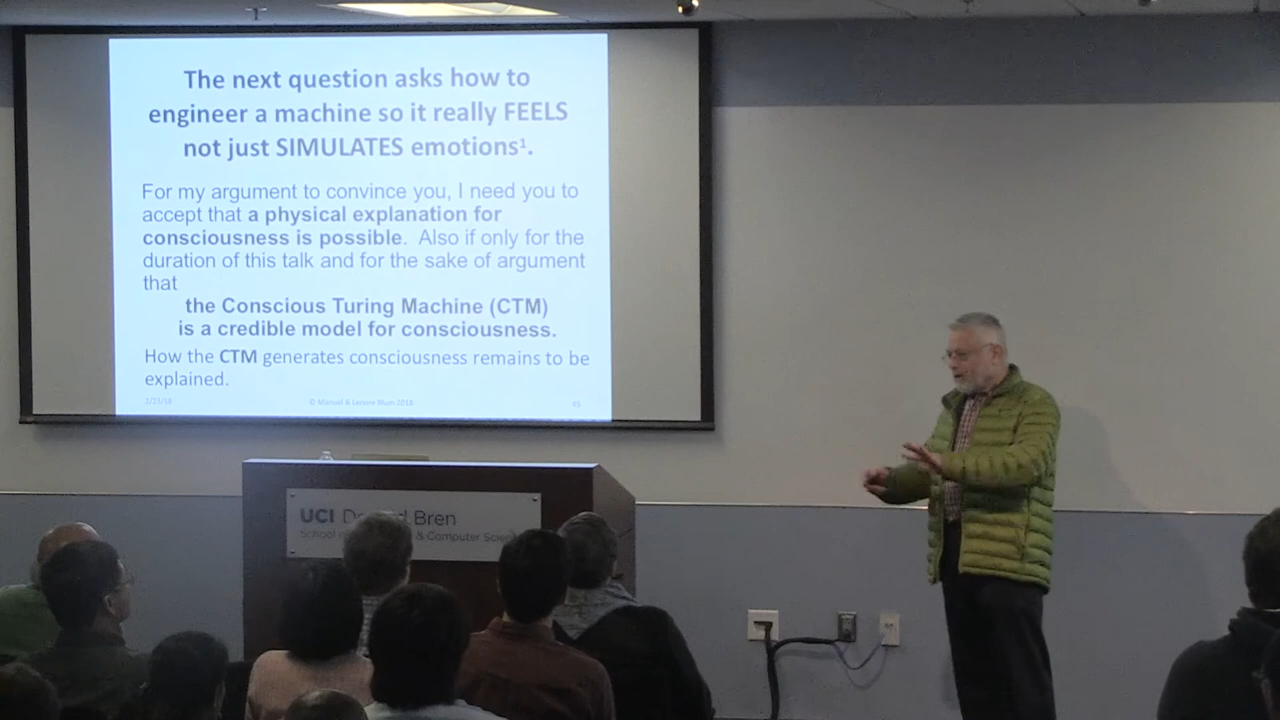 The next question asks how to
engineer a machine so it really FEELS
not just SIMULATES emotions¹.
For my argument to convince you, I need you to
accept that a physical explanation for
consciousness is possible. Also if only for the
duration of this talk and for the sake of argument
that
the Conscious Turing Machine (CTM)
is a credible model for consciousness.
How the CTM generates consciousness remains to be
explained.
2/23/18 © Manuel & Lenore Blum 2018 45
UCI Bren
School & Computer